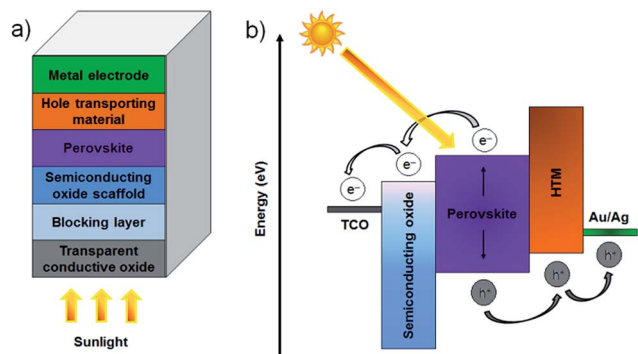 a)
Metal electrode
Hole transporting
material
Perovskite
Semiconducting
oxide scaffold
Blocking layer
Transparent
conductive oxide
Sunlight
b)
Energy (eV)
e⁻
e⁻
e⁻
TCO
Semiconducting oxide
Perovskite
HTM
Au/Ag
h⁺
h⁺
h⁺